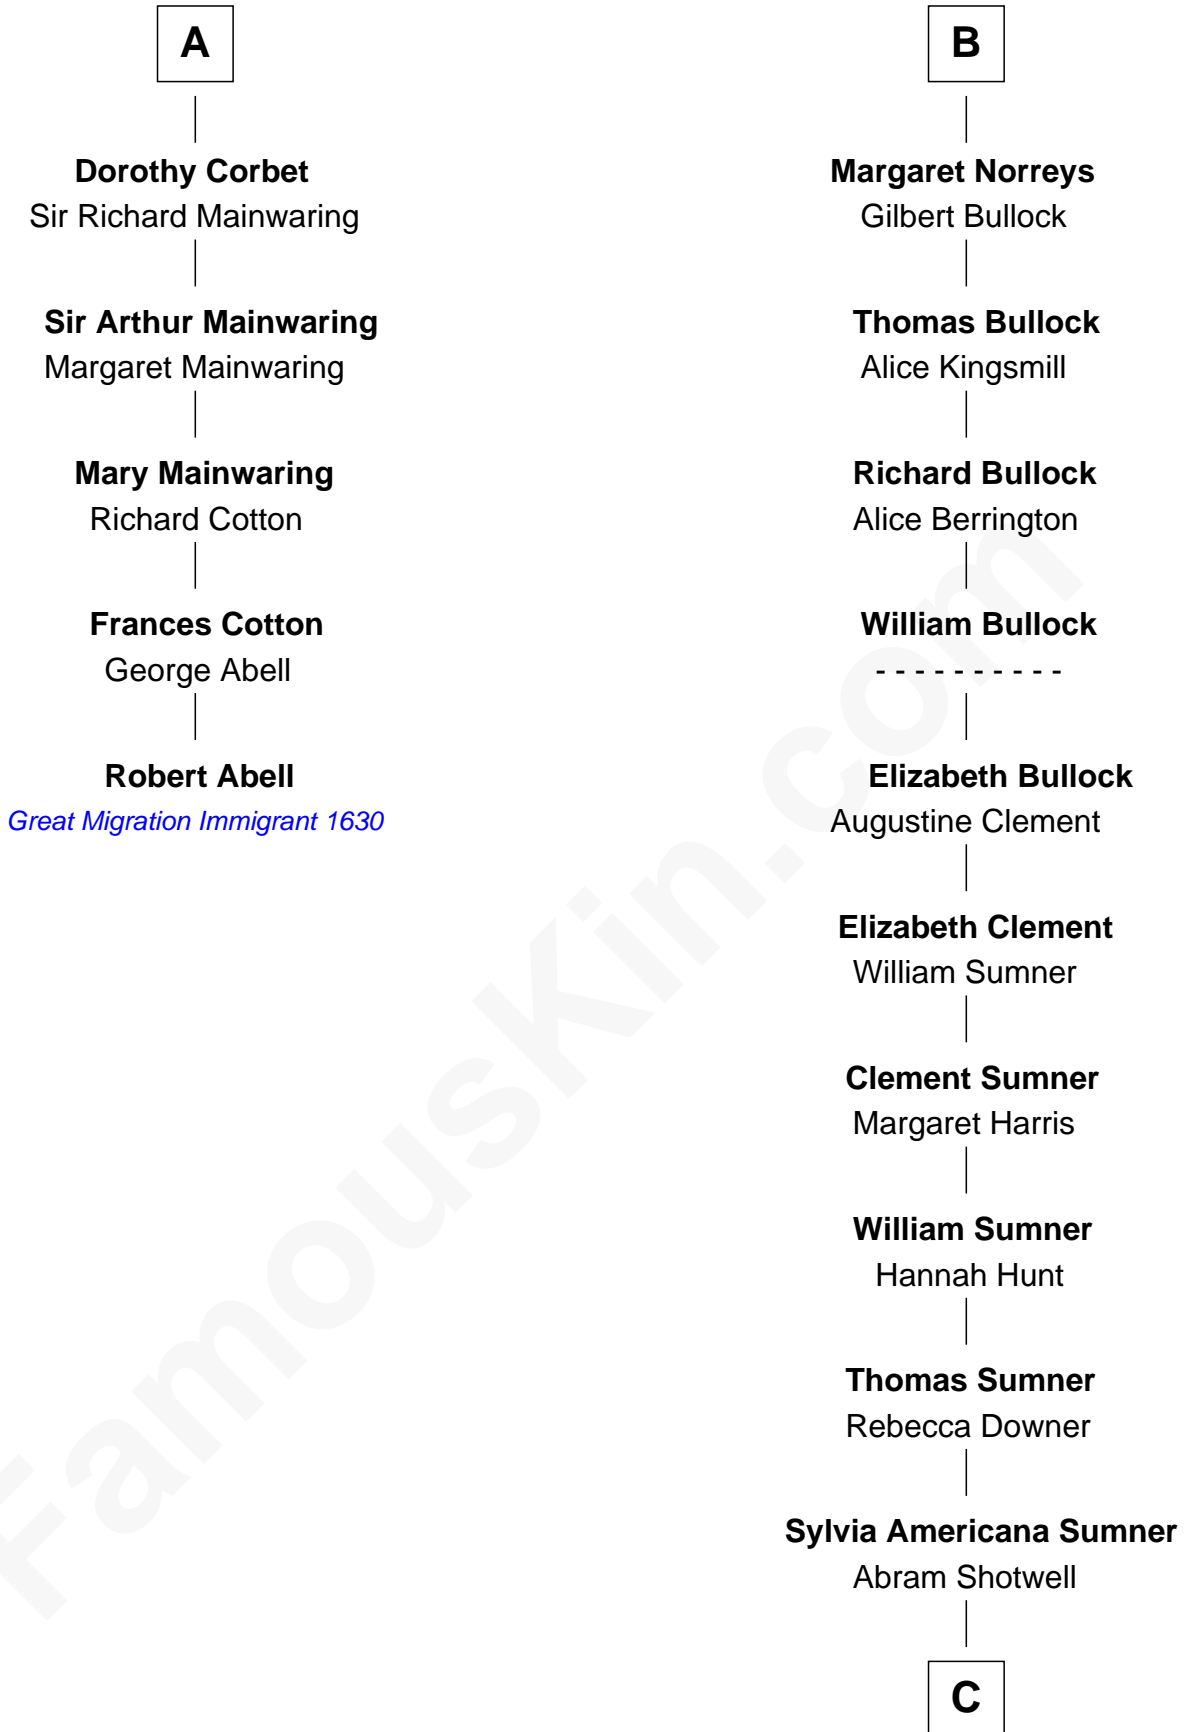 A
Dorothy Corbet
Sir Richard Mainwaring
Sir Arthur Mainwaring
Margaret Mainwaring
Mary Mainwaring
Richard Cotton
Frances Cotton
George Abell
Robert Abell
Great Migration Immigrant 1630
B
Margaret Norreys
Gilbert Bullock
Thomas Bullock
Alice Kingsmill
Richard Bullock
Alice Berrington
William Bullock
- - - - - - - - - -
Elizabeth Bullock
Augustine Clement
Elizabeth Clement
William Sumner
Clement Sumner
Margaret Harris
William Sumner
Hannah Hunt
Thomas Sumner
Rebecca Downer
Sylvia Americana Sumner
Abram Shotwell
C
FamousKin.com